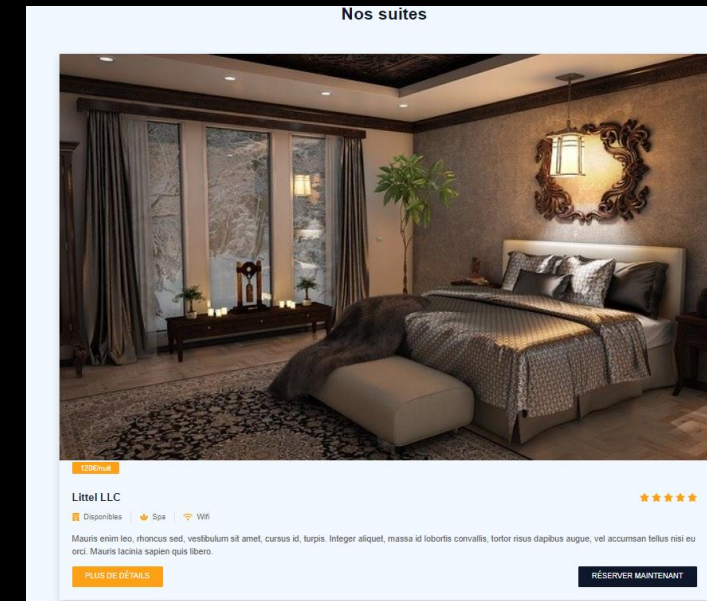 Nos suites
120€/nuit
Littel LLC
Disponibles Spa Wifi
Mauris enim leo, rhoncus sed, vestibulum sit amet, cursus id, turpis. Integer aliquet, massa id lobortis convallis, tortor risus dapibus augue, vel accumsan tellus nisi eu
orci. Mauris lacinia sapien quis libero.
PLUS DE DÉTAILS RÉSERVER MAINTENANT